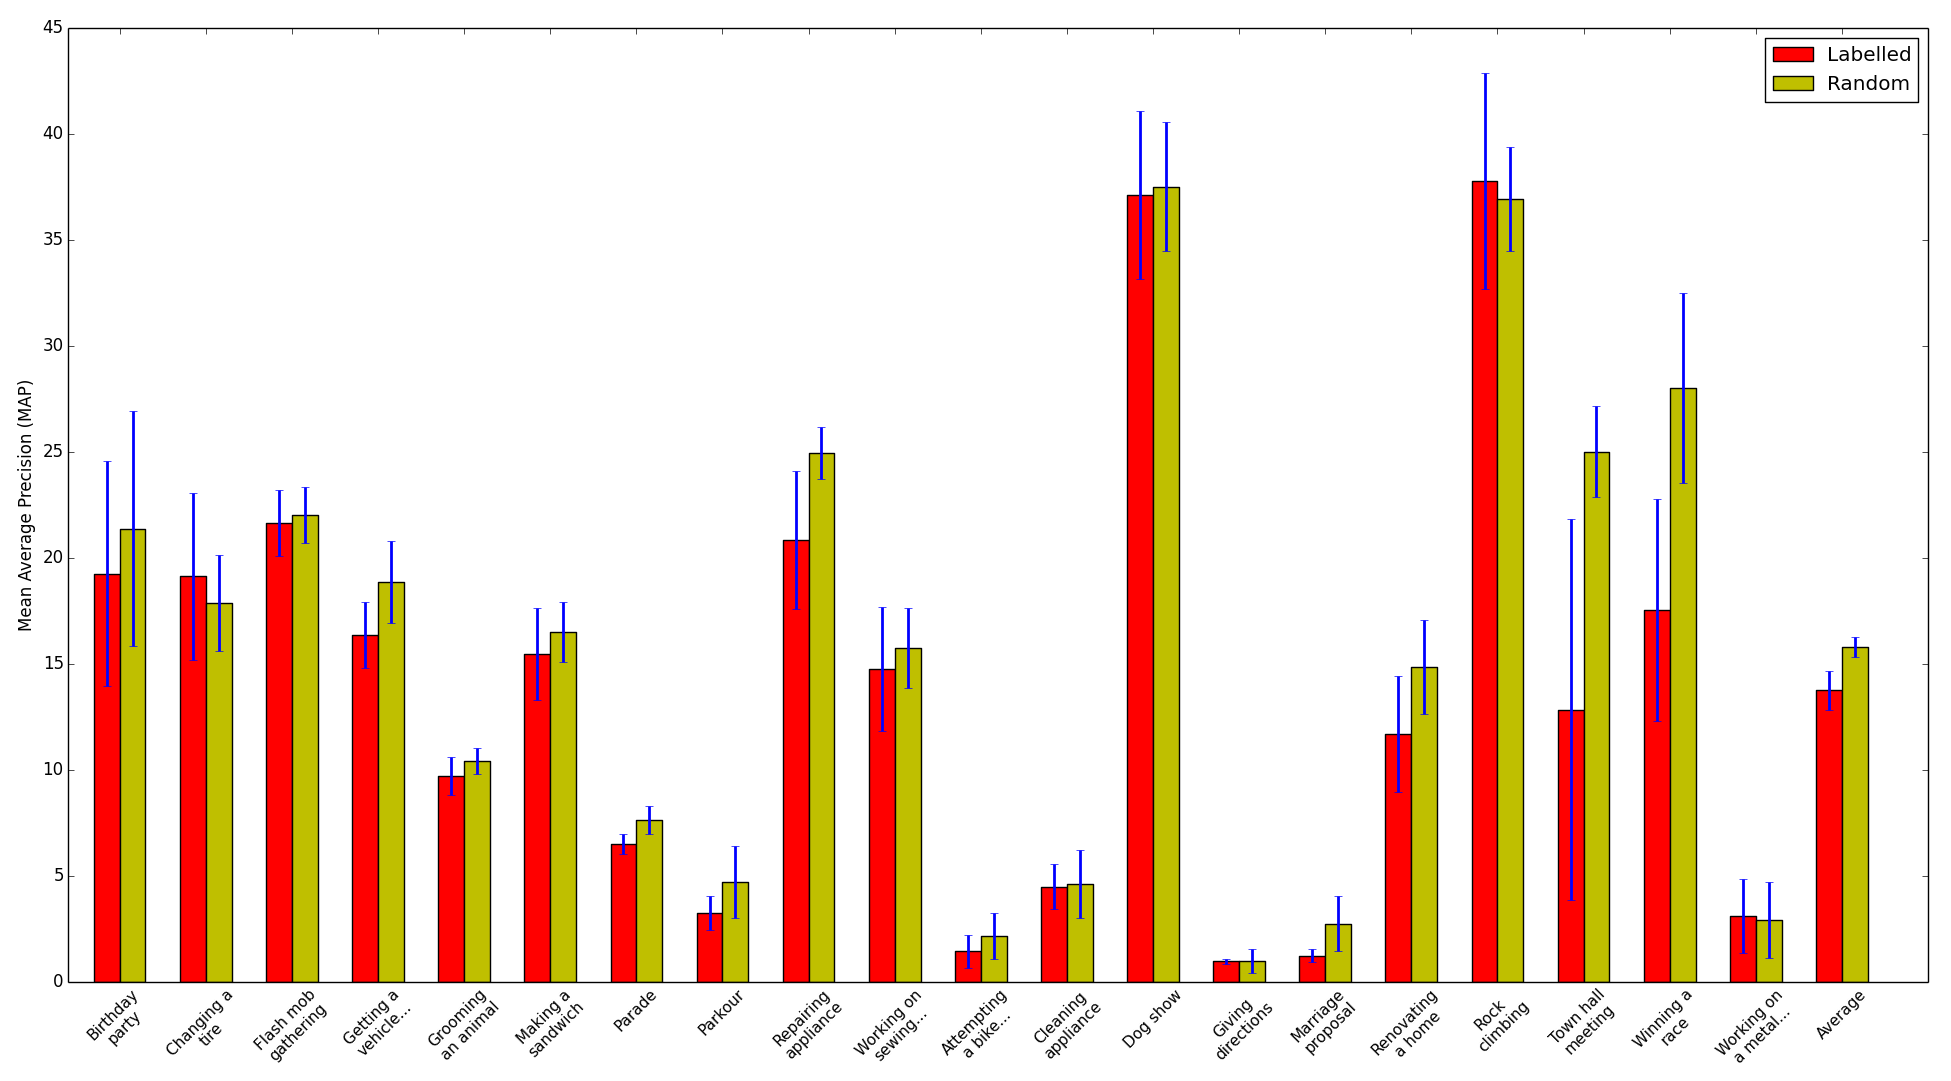 45
40
35
30
25
20
15
10
5
0
Mean Average Precision (MAP)
Labelled
Random
Birthday
party
Changing a
tire
Flash mob
gathering
Getting a
vehicle...
Grooming
an animal
Making a
sandwich
Parade
Parkour
Repairing
appliance
Working on
sewing...
Attempting
a bike...
Cleaning
appliance
Dog show
Giving
directions
Marriage
proposal
Renovating
a home
Rock
climbing
Town hall
meeting
Winning a
race
Working on
a metal...
Average